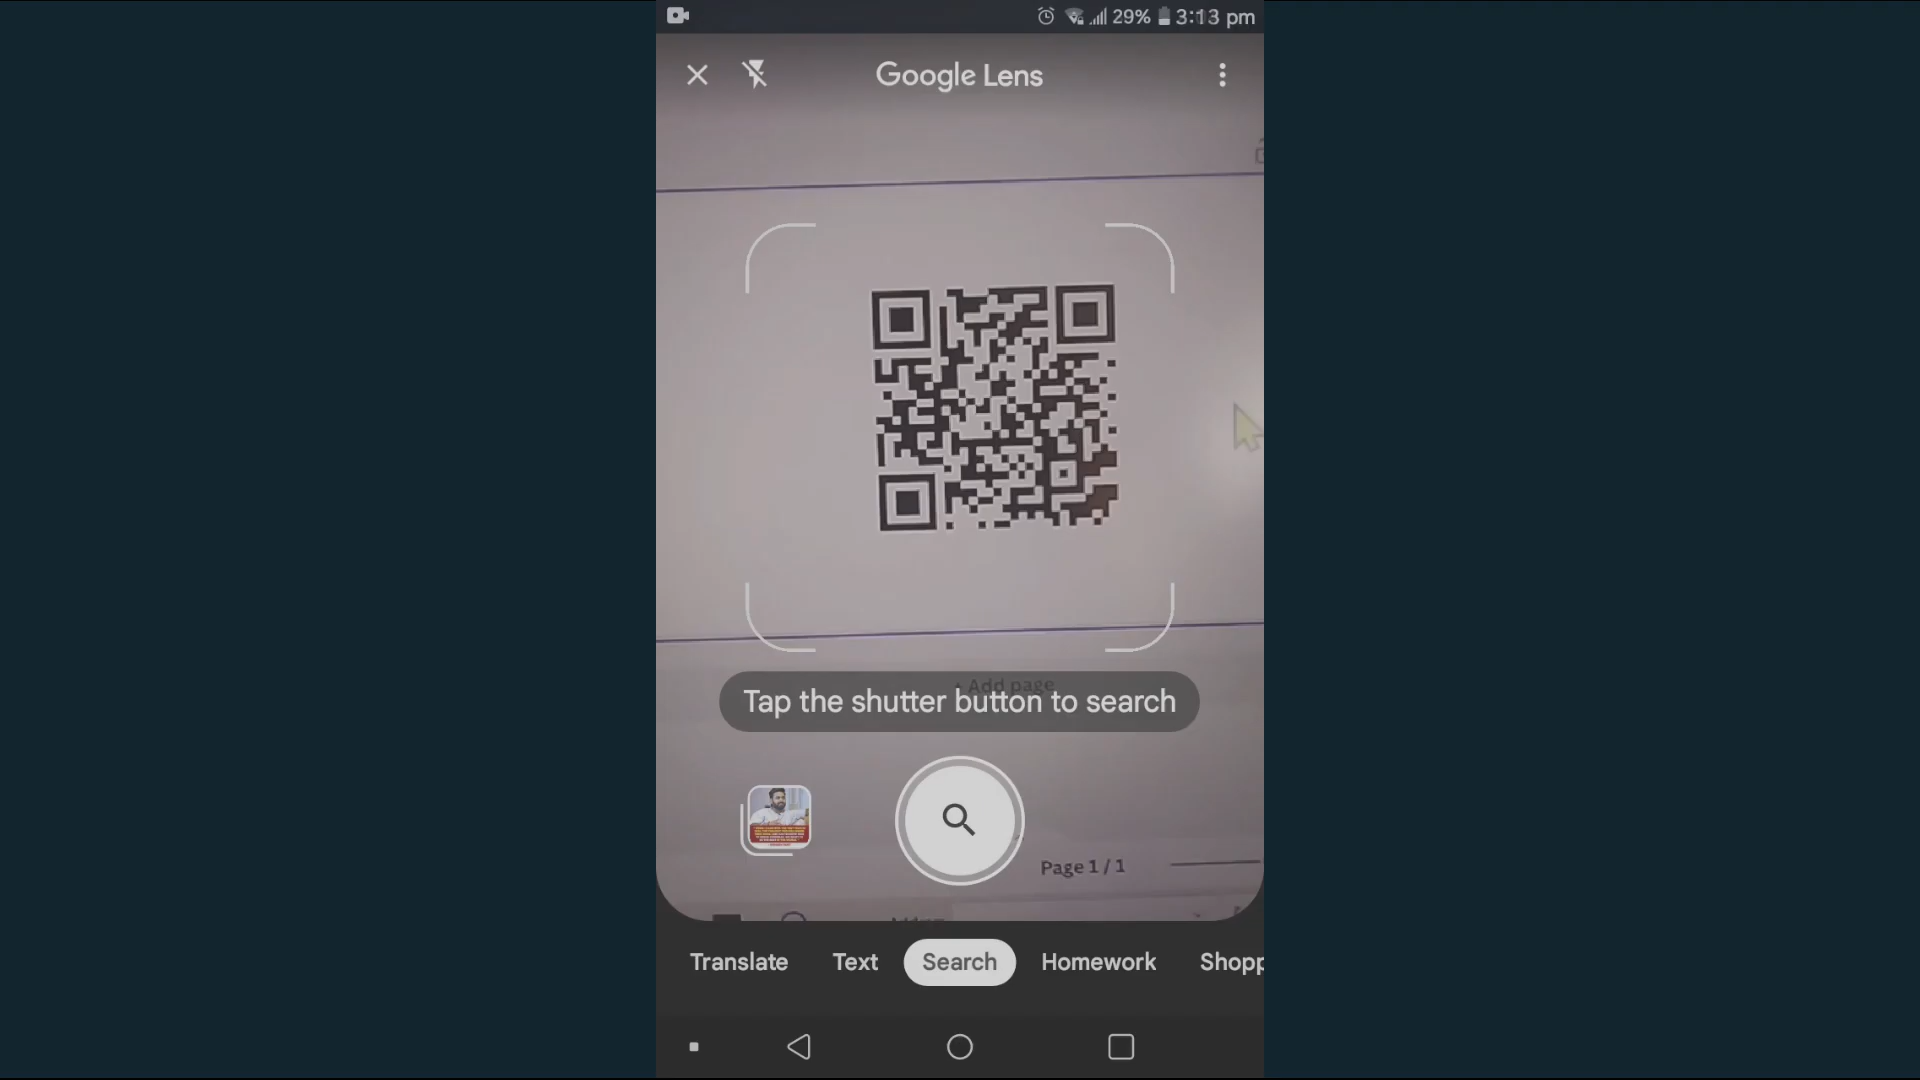 29% 3:13 pm
Google Lens
+ Add page
Tap the shutter button to search
Page 1 / 1
Translate Text Search Homework Shopp